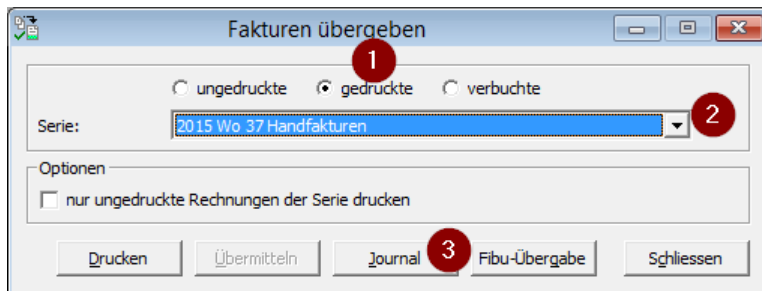 Fakturen übergeben
1
ungedruckte gedruckte verbuchte
Serie: 2015 Wo 37 Handfakturen 2
Optionen
nur ungedruckte Rechnungen der Serie drucken
Drucken Übermitteln Journal 3 Fibu-Übergabe Schliessen